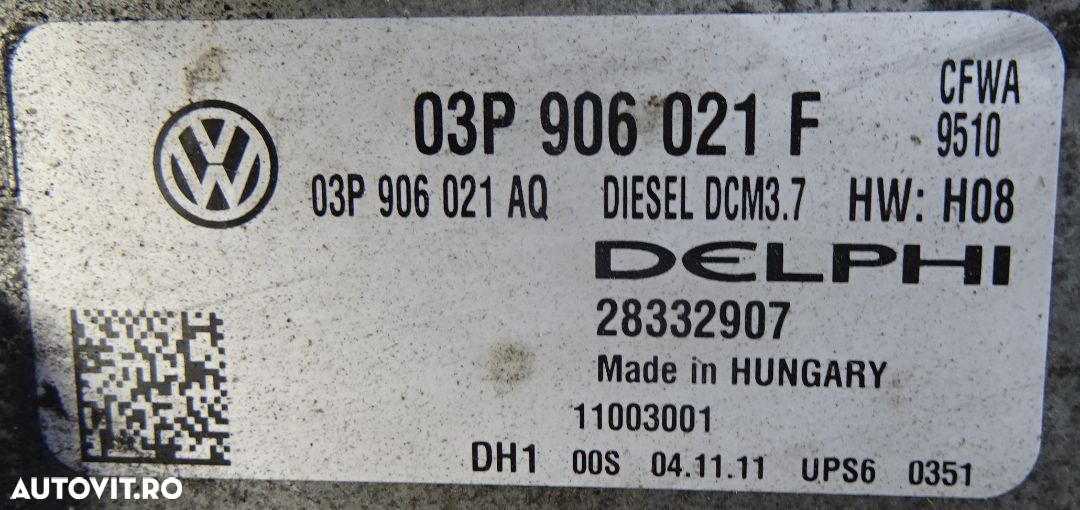 CFWA
03P 906 021 F
9510
03P 906 021 AQ DIESEL DCM3.7 HW: H08
DELPHI
28332907
Made in HUNGARY
11003001
DH1 00S 04.11.11 UPS6 0351
AUTOVIT.RO